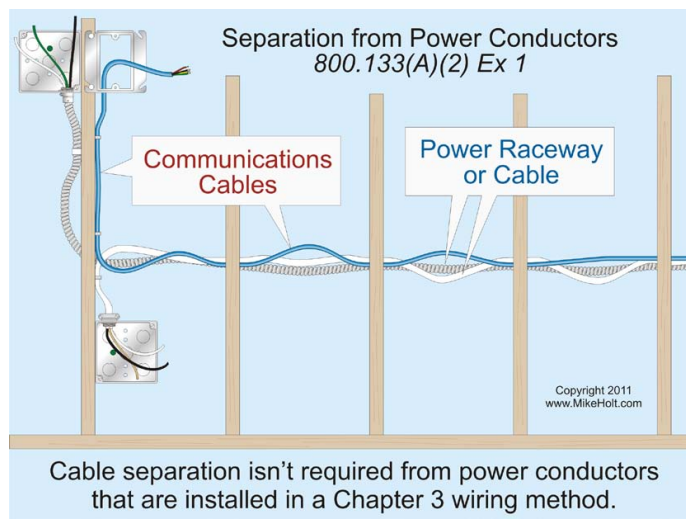 Separation from Power Conductors
800.133(A)(2) Ex 1
Communications
Cables
Power Raceway
or Cable
Copyright 2011
www.MikeHolt.com
Cable separation isn't required from power conductors
that are installed in a Chapter 3 wiring method.